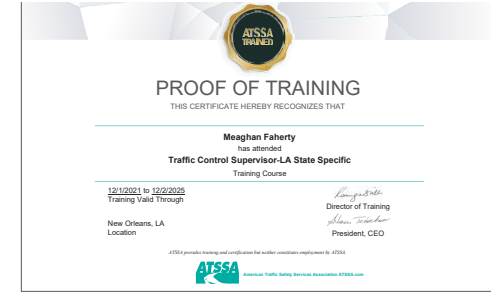 ATSSA
TRAINED
PROOF OF TRAINING
THIS CERTIFICATE HEREBY RECOGNIZES THAT
Meaghan Faherty
has attended
Traffic Control Supervisor-LA State Specific
Training Course
12/1/2021 to 12/2/2025
Training Valid Through
Director of Training
New Orleans, LA
Location
President, CEO
ATSSA provides training and certification but neither constitutes employment by ATSSA
ATSSA
American Traffic Safety Services Association ATSSA.com